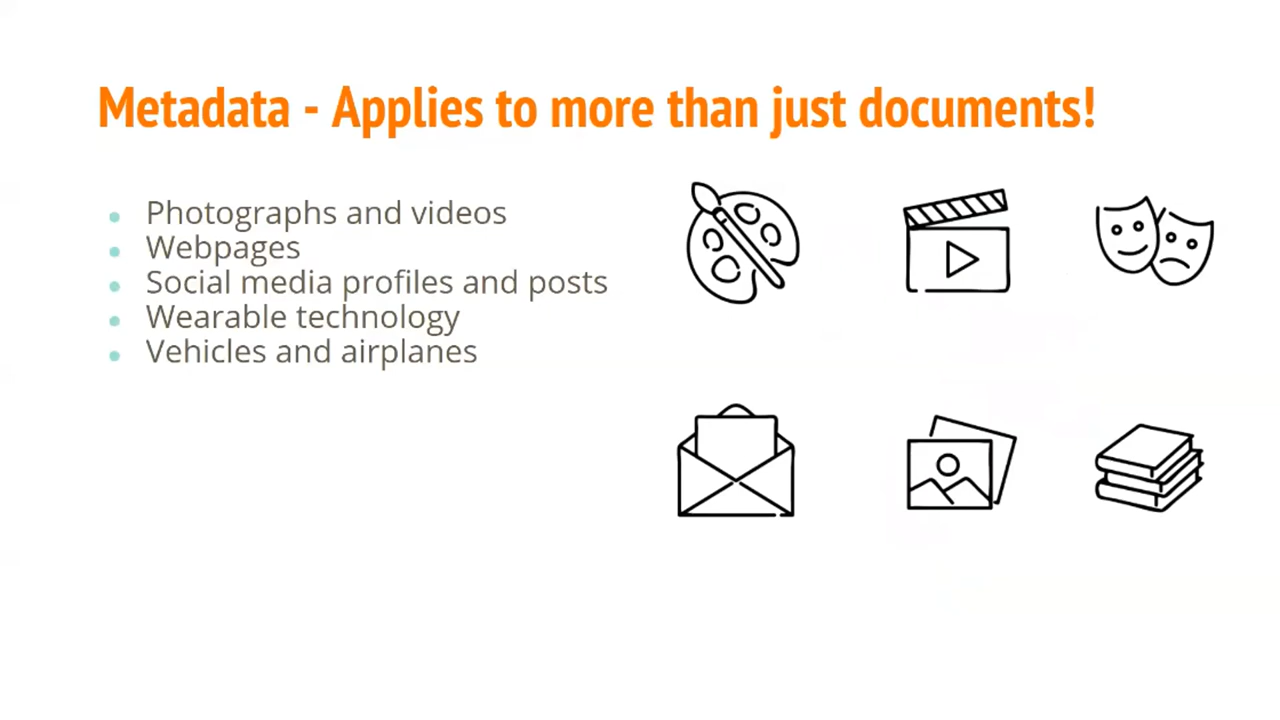 Metadata - Applies to more than just documents!
Photographs and videos
Webpages
Social media profiles and posts
Wearable technology
Vehicles and airplanes